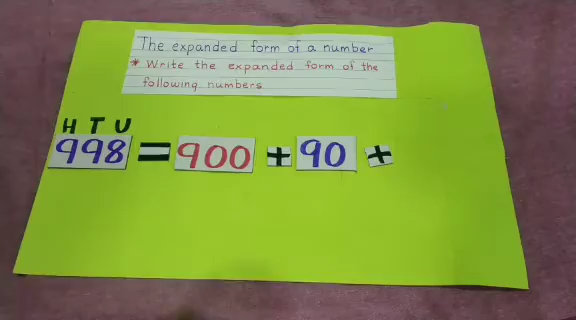 The expanded form of a number
* Write the expanded form of the
following numbers
H T U
998 = 900 + 90 +